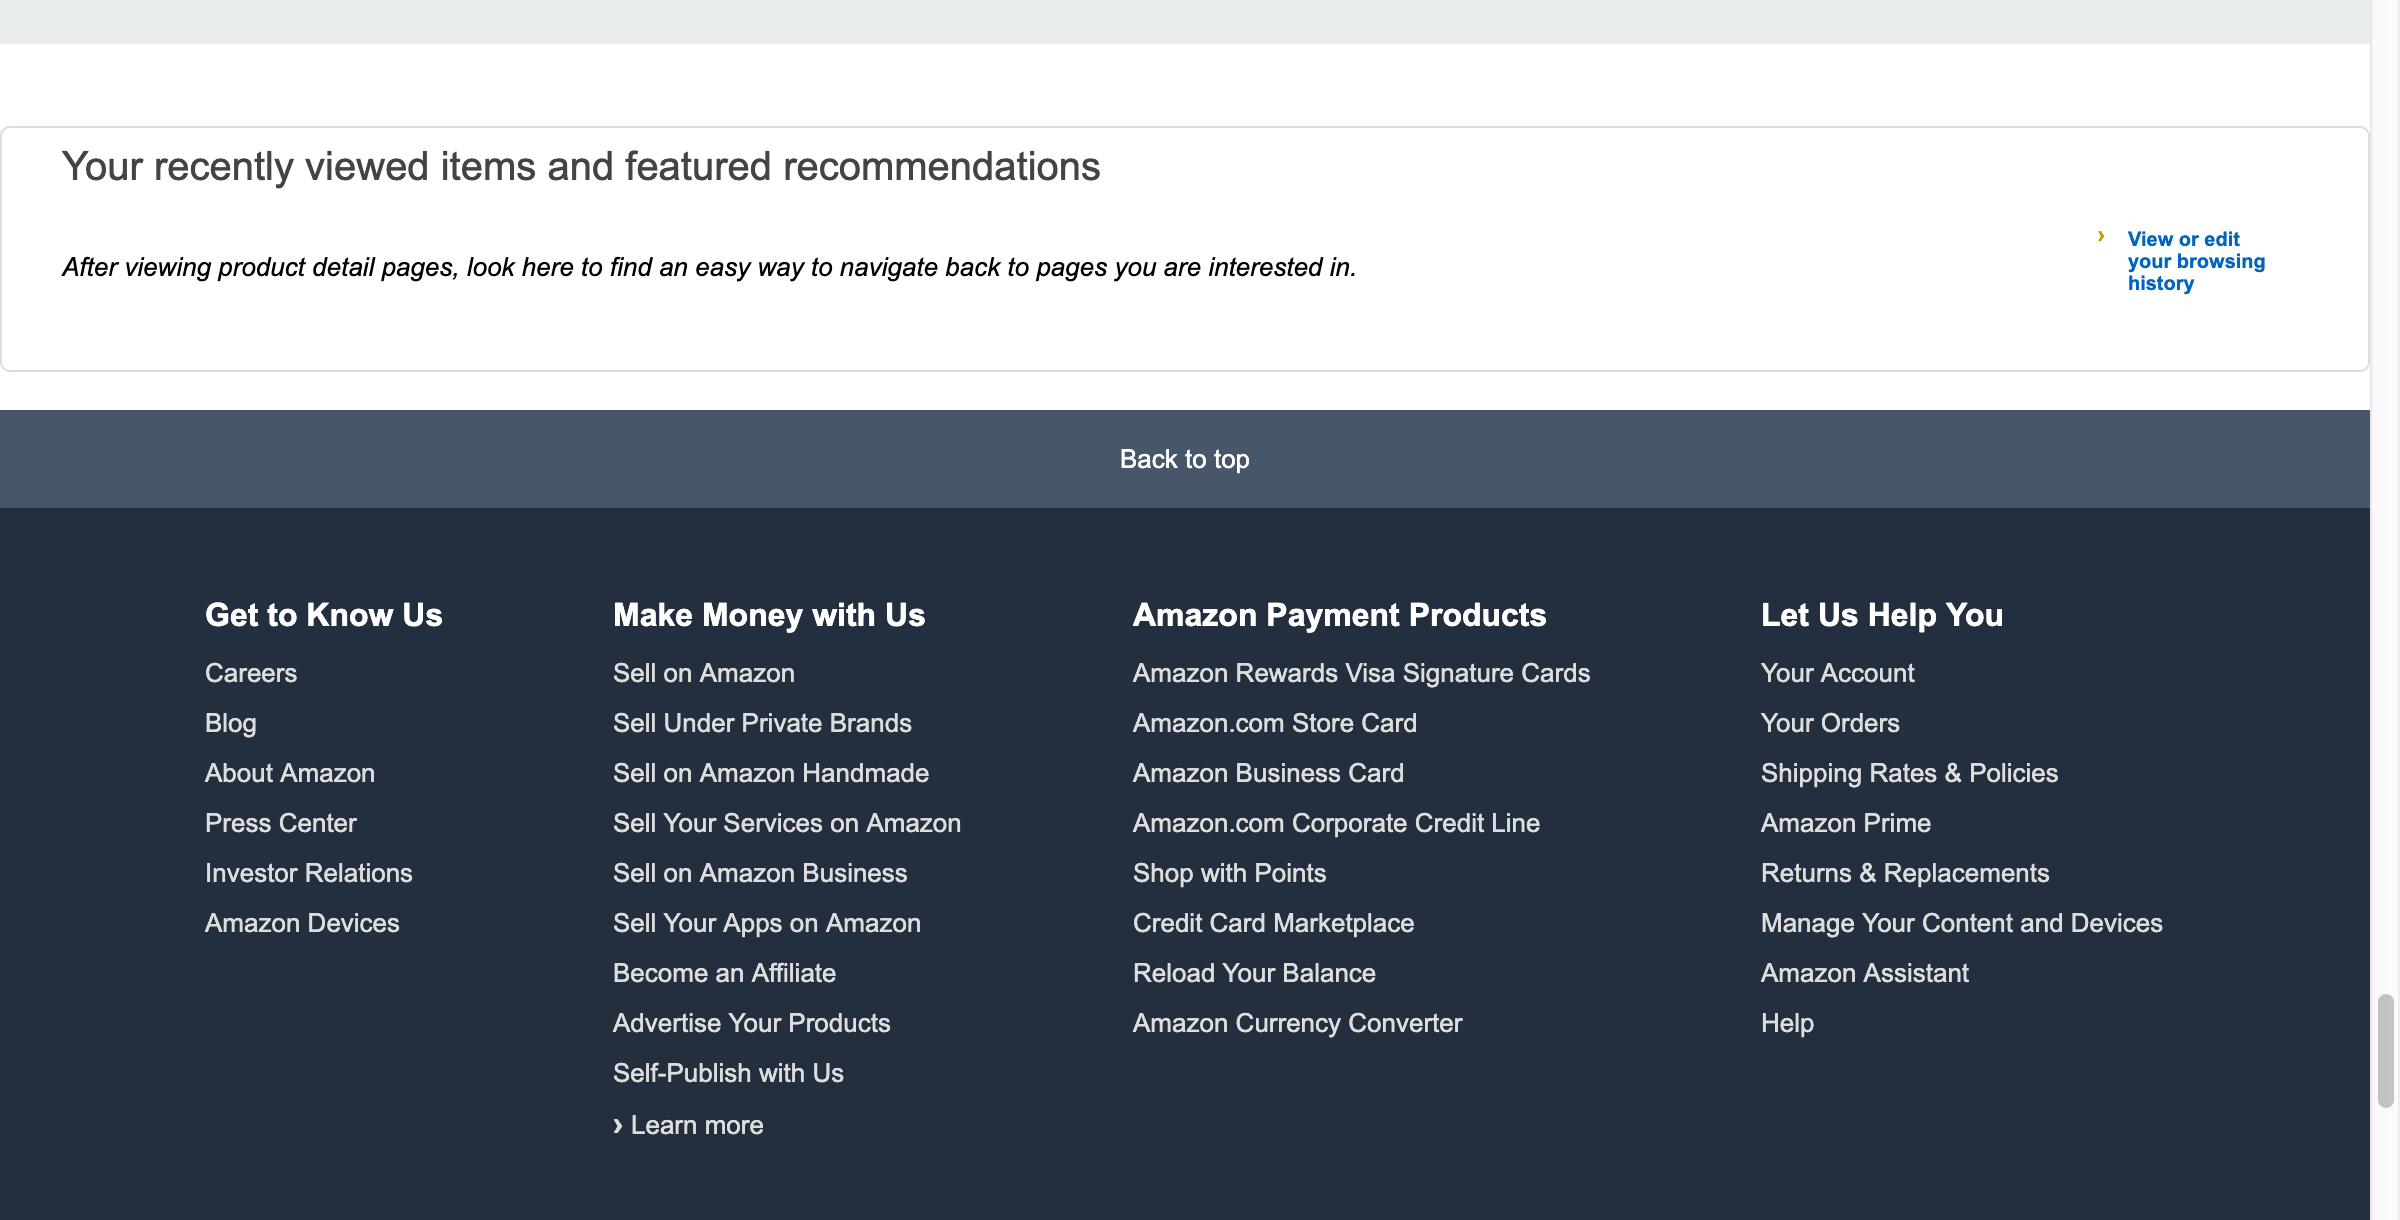 Your recently viewed items and featured recommendations
After viewing product detail pages, look here to find an easy way to navigate back to pages you are interested in.
› View or edit
your browsing
history
Back to top
Get to Know Us
Careers
Blog
About Amazon
Press Center
Investor Relations
Amazon Devices
Make Money with Us
Sell on Amazon
Sell Under Private Brands
Sell on Amazon Handmade
Sell Your Services on Amazon
Sell on Amazon Business
Sell Your Apps on Amazon
Become an Affiliate
Advertise Your Products
Self-Publish with Us
› Learn more
Amazon Payment Products
Amazon Rewards Visa Signature Cards
Amazon.com Store Card
Amazon Business Card
Amazon.com Corporate Credit Line
Shop with Points
Credit Card Marketplace
Reload Your Balance
Amazon Currency Converter
Let Us Help You
Your Account
Your Orders
Shipping Rates & Policies
Amazon Prime
Returns & Replacements
Manage Your Content and Devices
Amazon Assistant
Help